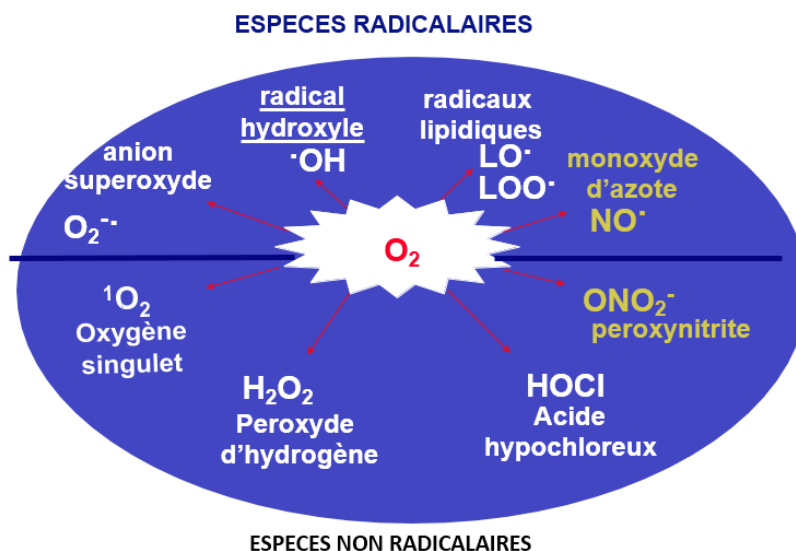 ESPECES RADICALAIRES
radical
hydroxyle
·OH
radicaux
lipidiques
LO·
LOO·
anion
superoxyde
O₂⁻·
monoxyde
d’azote
NO·
O₂
¹O₂
Oxygène
singulet
ONO₂⁻
peroxynitrite
H₂O₂
Peroxyde
d’hydrogène
HOCl
Acide
hypochloreux
ESPECES NON RADICALAIRES